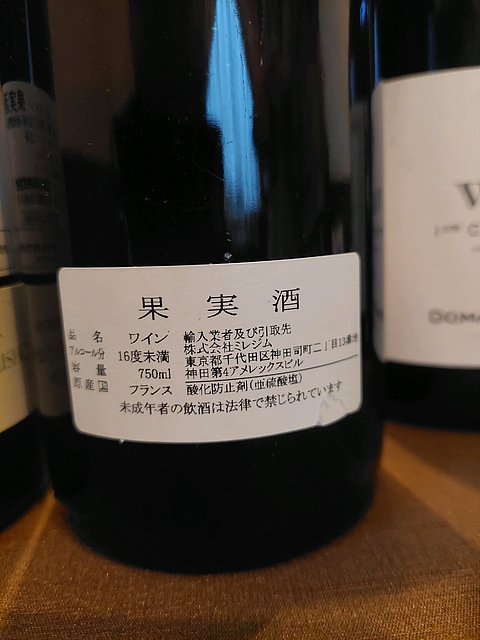 果実酒
品名 ワイン
アルコール分 16度未満
容量 750ml
原産国 フランス
輸入業者及び引取先
株式会社ミレジム
東京都千代田区神田司町二丁目13番地
神田第4アメレックスビル
酸化防止剤(亜硫酸塩)
未成年者の飲酒は法律で禁じられています
W
1er C
DOMA